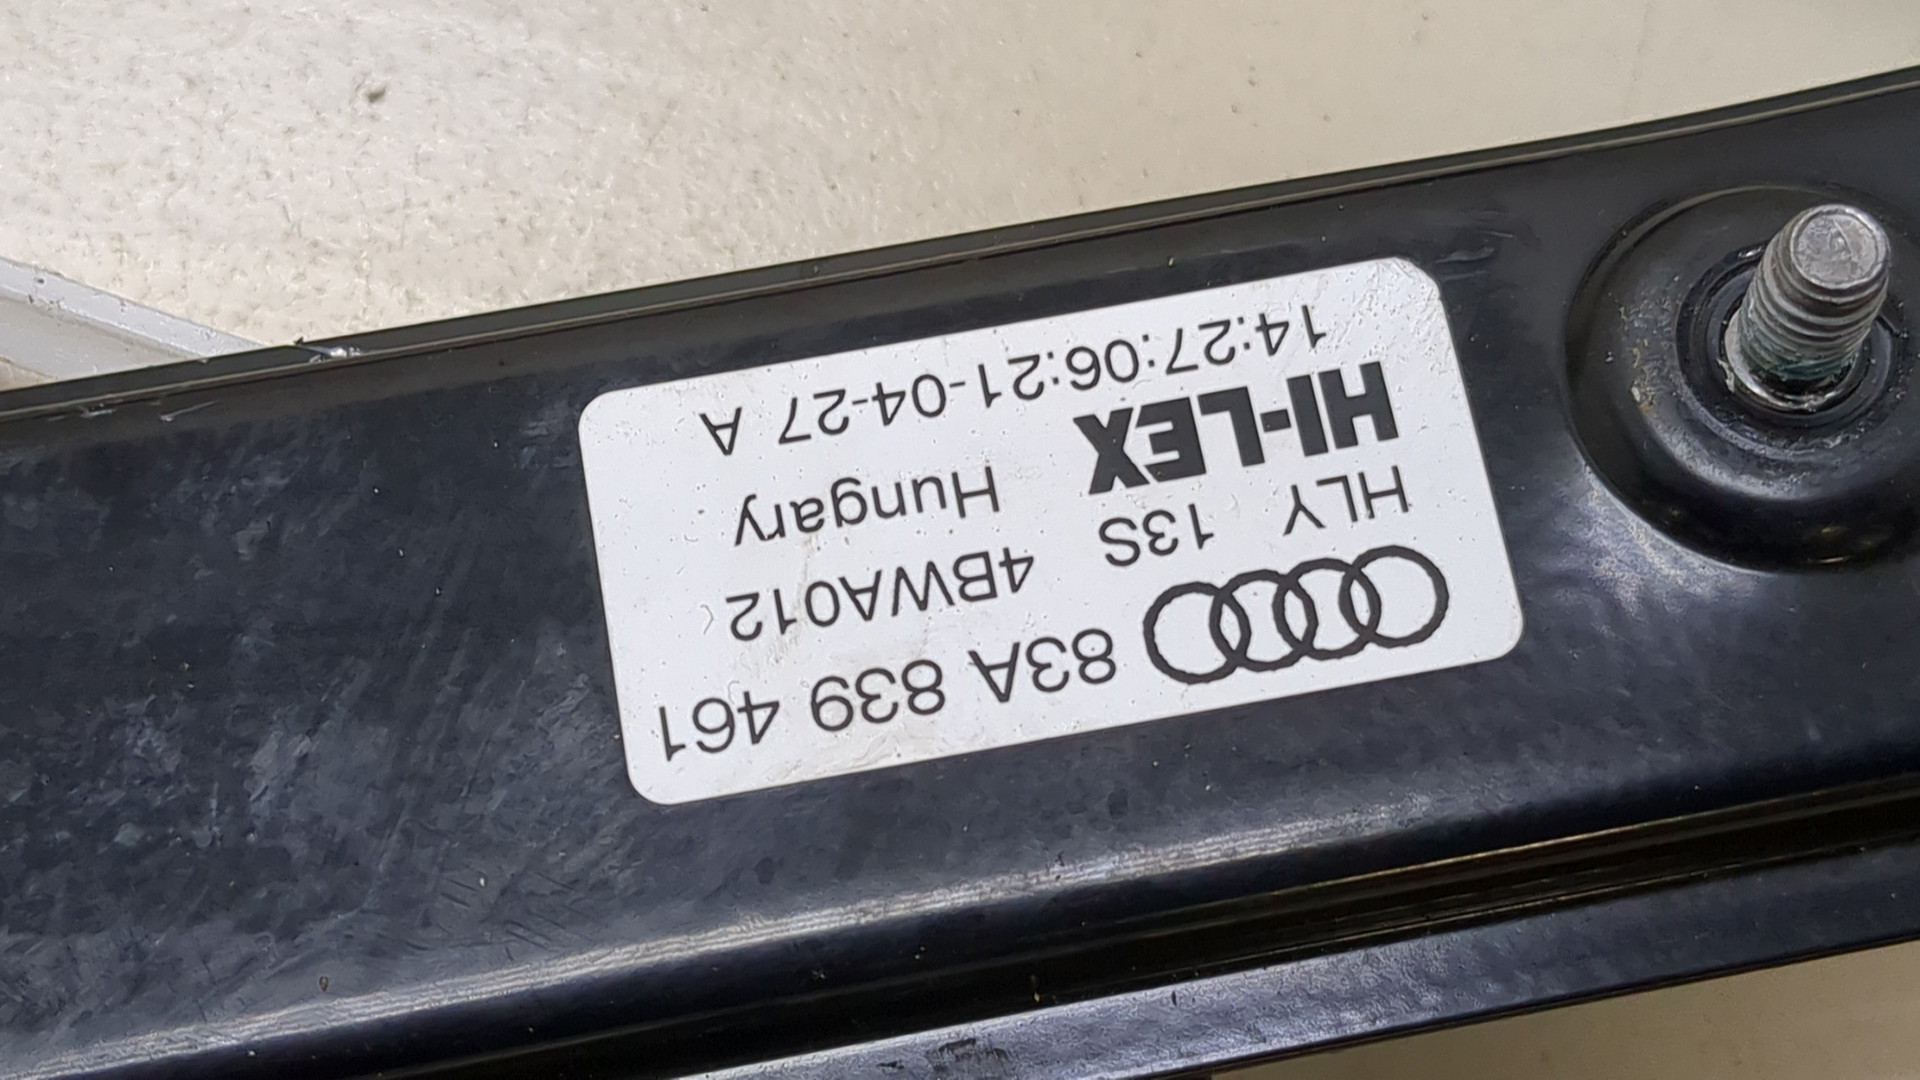 83A 839 461
HLY 13S 4BWA012
HI-LEX Hungary
14:27:06:21-04-27 A